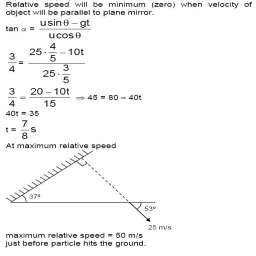 Relative speed will be minimum (zero) when velocity of
object will be parallel to plane mirror.
tan α = (u sin θ − gt) / (u cos θ)
3/4 = (25 · 4/5 − 10t) / (25 · 3/5)
3/4 = (20 − 10t) / 15 ⇒ 45 = 80 − 40t
40t = 35
t = 7/8 s
At maximum relative speed
37°
53°
25 m/s
maximum relative speed = 50 m/s
just before particle hits the ground.